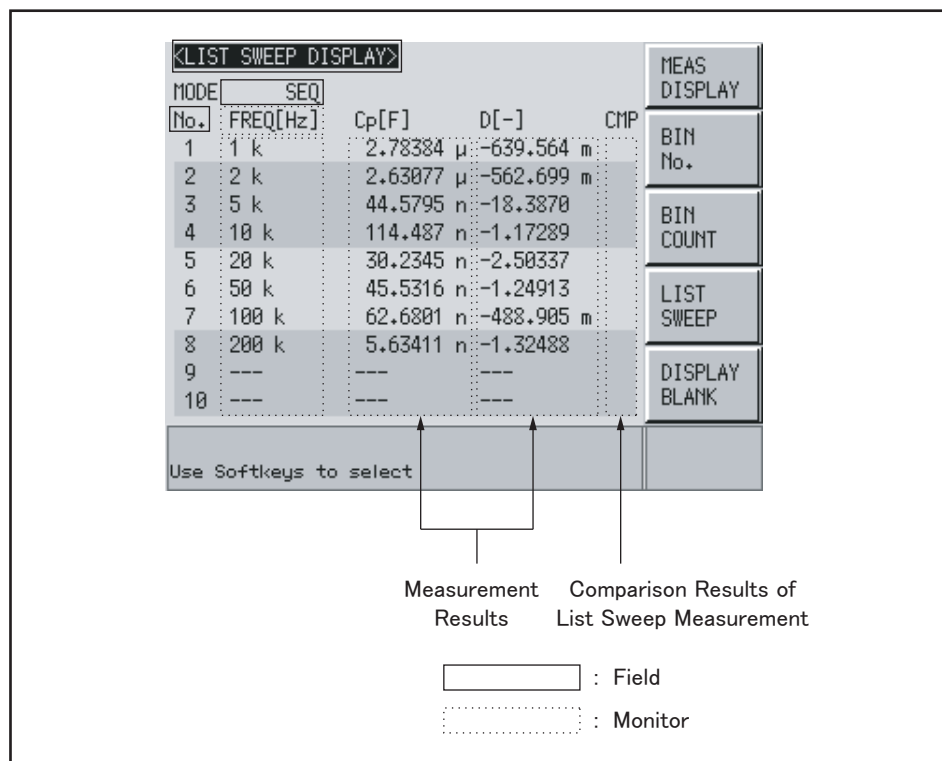 <LIST SWEEP DISPLAY>
MODE SEQ
No. FREQ[Hz] Cp[F] D[-] CMP
1 1 k 2.78384 µ -639.564 m
2 2 k 2.63077 µ -562.699 m
3 5 k 44.5795 n -18.3870
4 10 k 114.487 n -1.17289
5 20 k 30.2345 n -2.50337
6 50 k 45.5316 n -1.24913
7 100 k 62.6801 n -488.905 m
8 200 k 5.63411 n -1.32488
9 --- --- ---
10 --- --- ---
Use Softkeys to select
MEAS
DISPLAY
BIN
No.
BIN
COUNT
LIST
SWEEP
DISPLAY
BLANK
Measurement
Results
Comparison Results of
List Sweep Measurement
: Field
: Monitor